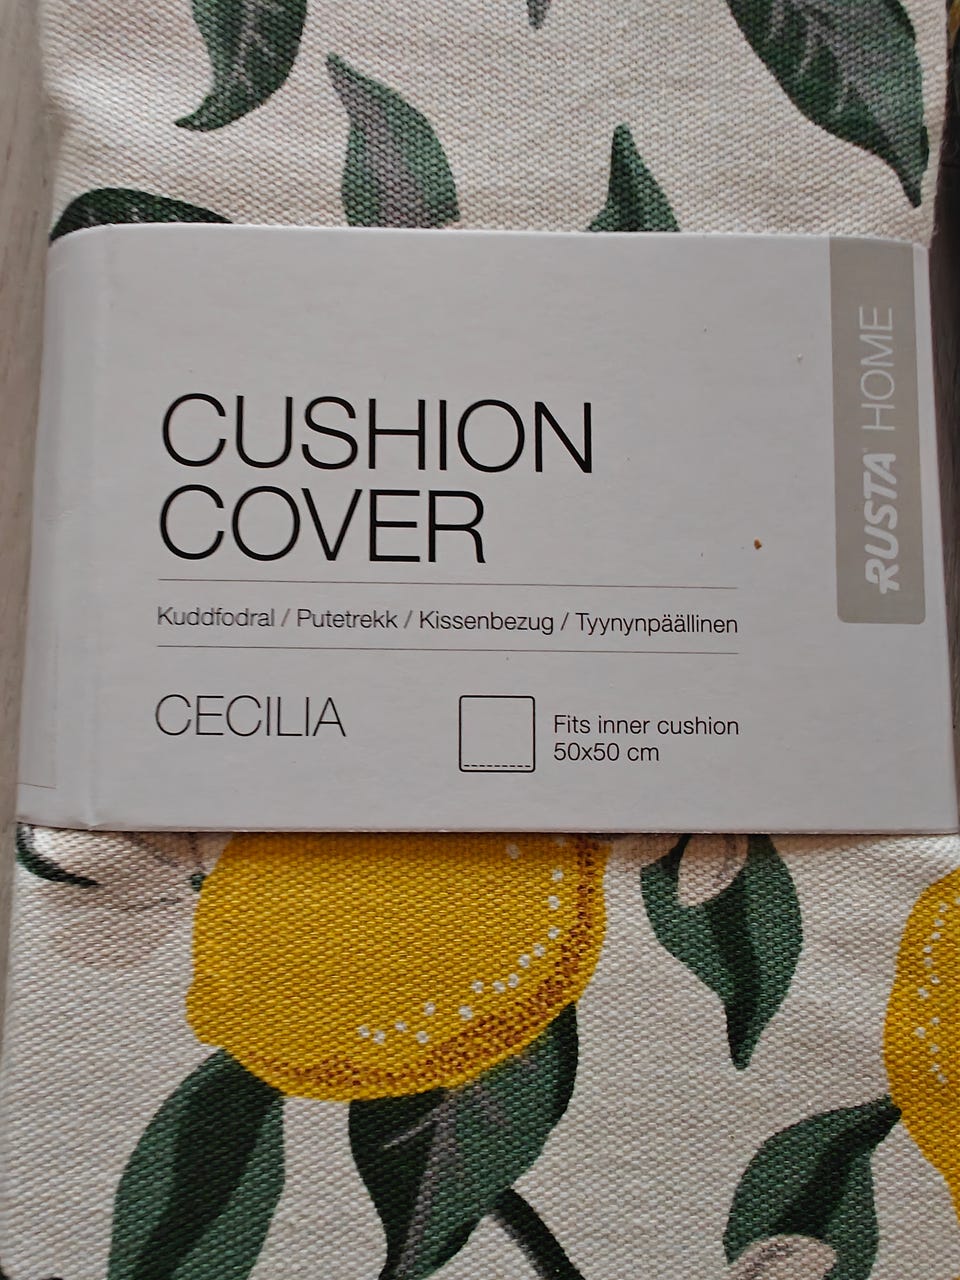 CUSHION
COVER
Kuddfodral / Putetrekk / Kissenbezug / Tyynynpäällinen
CECILIA
Fits inner cushion
50x50 cm
RUSTA HOME